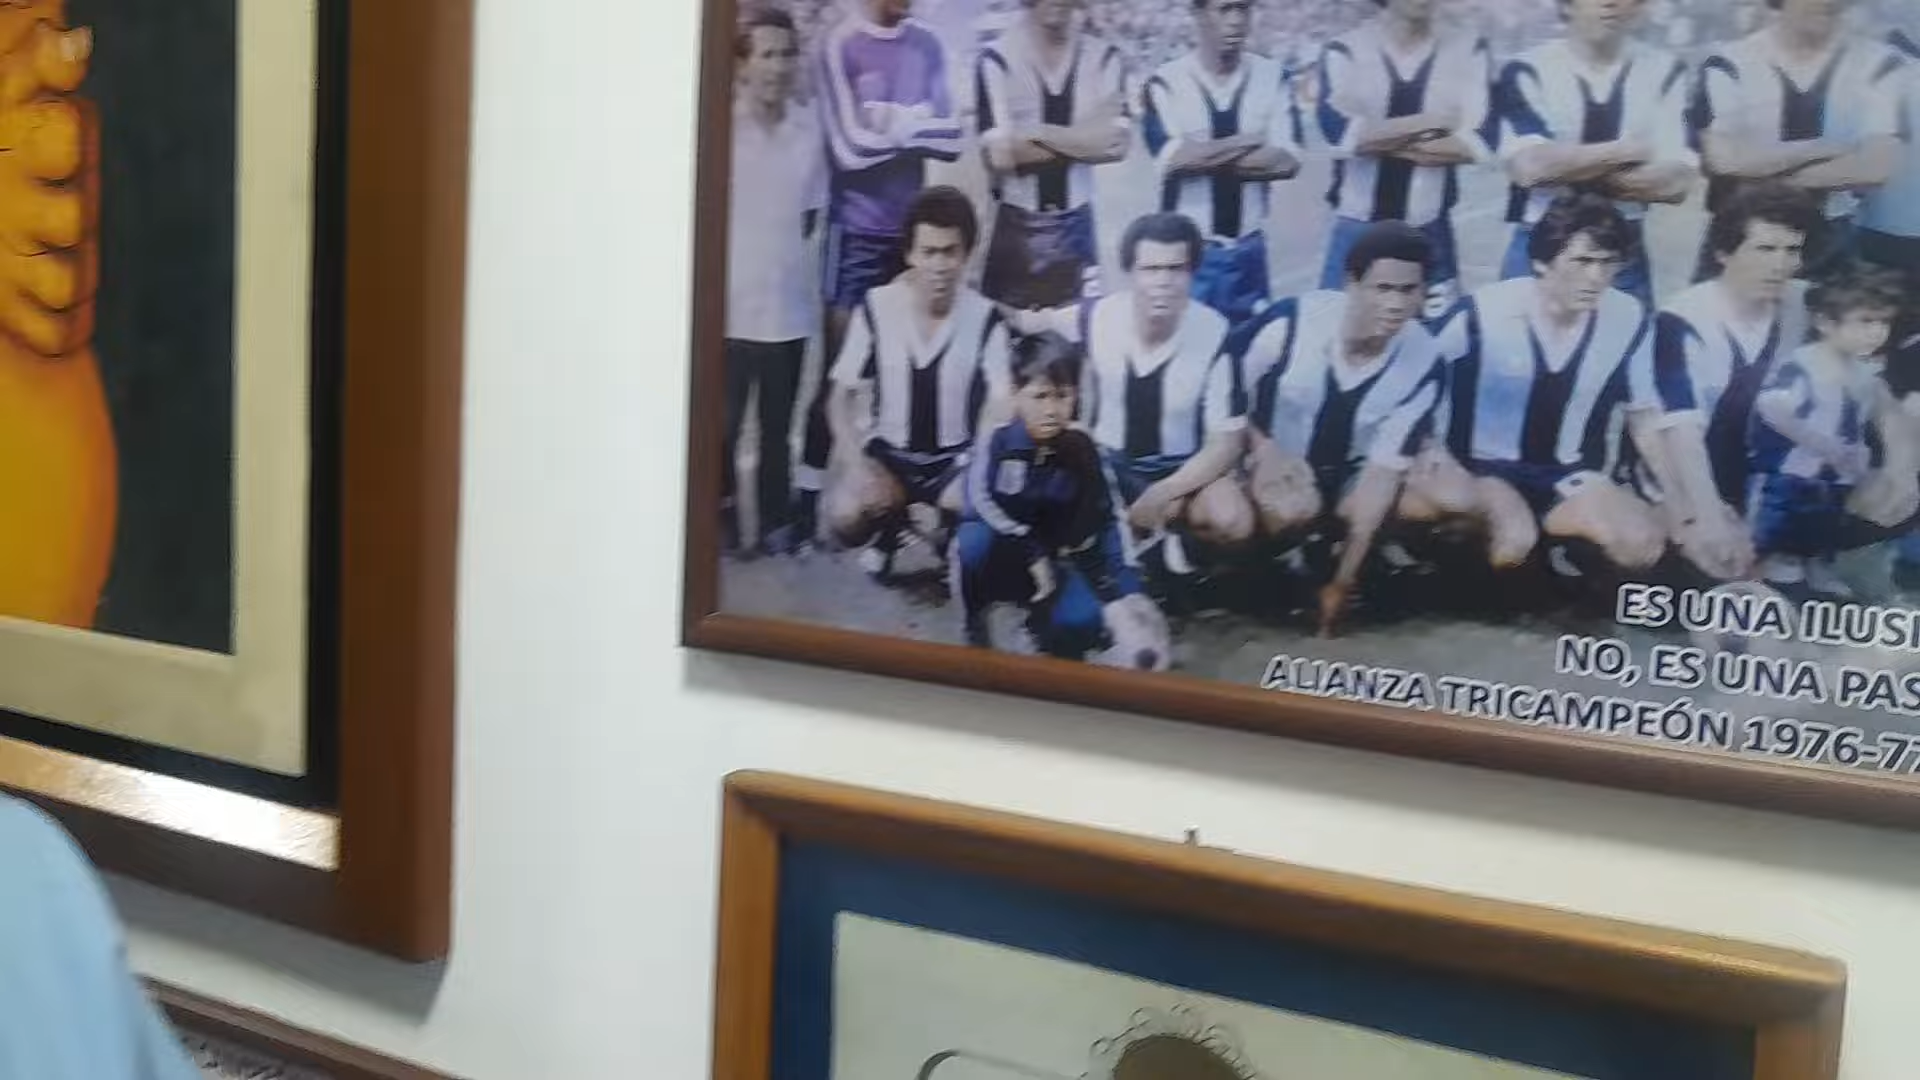 ES UNA ILUSI
NO, ES UNA PAS
ALIANZA TRICAMPEÓN 1976-77